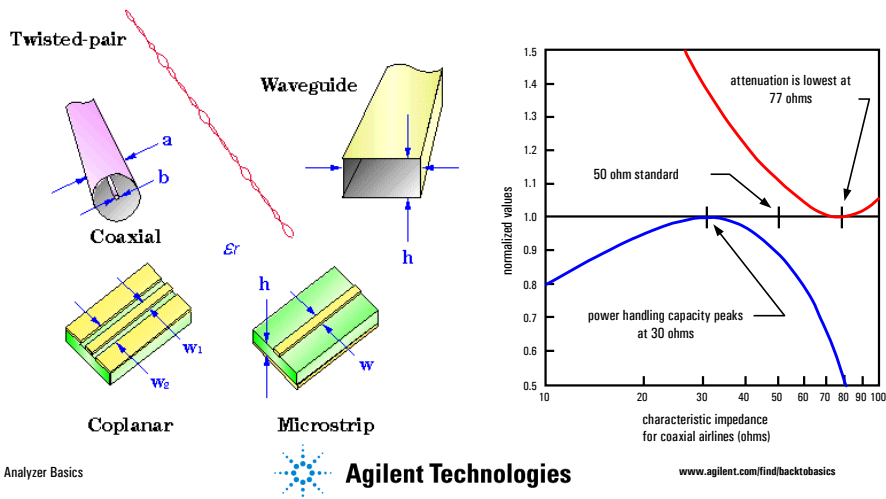 Twisted-pair
Waveguide
a
b
Coaxial
h
εr
h
w1
w2
w
Coplanar
Microstrip
1.5
1.4
1.3
1.2
1.1
1.0
0.9
0.8
0.7
0.6
0.5
normalized values
attenuation is lowest at
77 ohms
50 ohm standard
power handling capacity peaks
at 30 ohms
10 20 30 40 50 60 70 80 90 100
characteristic impedance
for coaxial airlines (ohms)
Analyzer Basics
Agilent Technologies
www.agilent.com/find/backtobasics